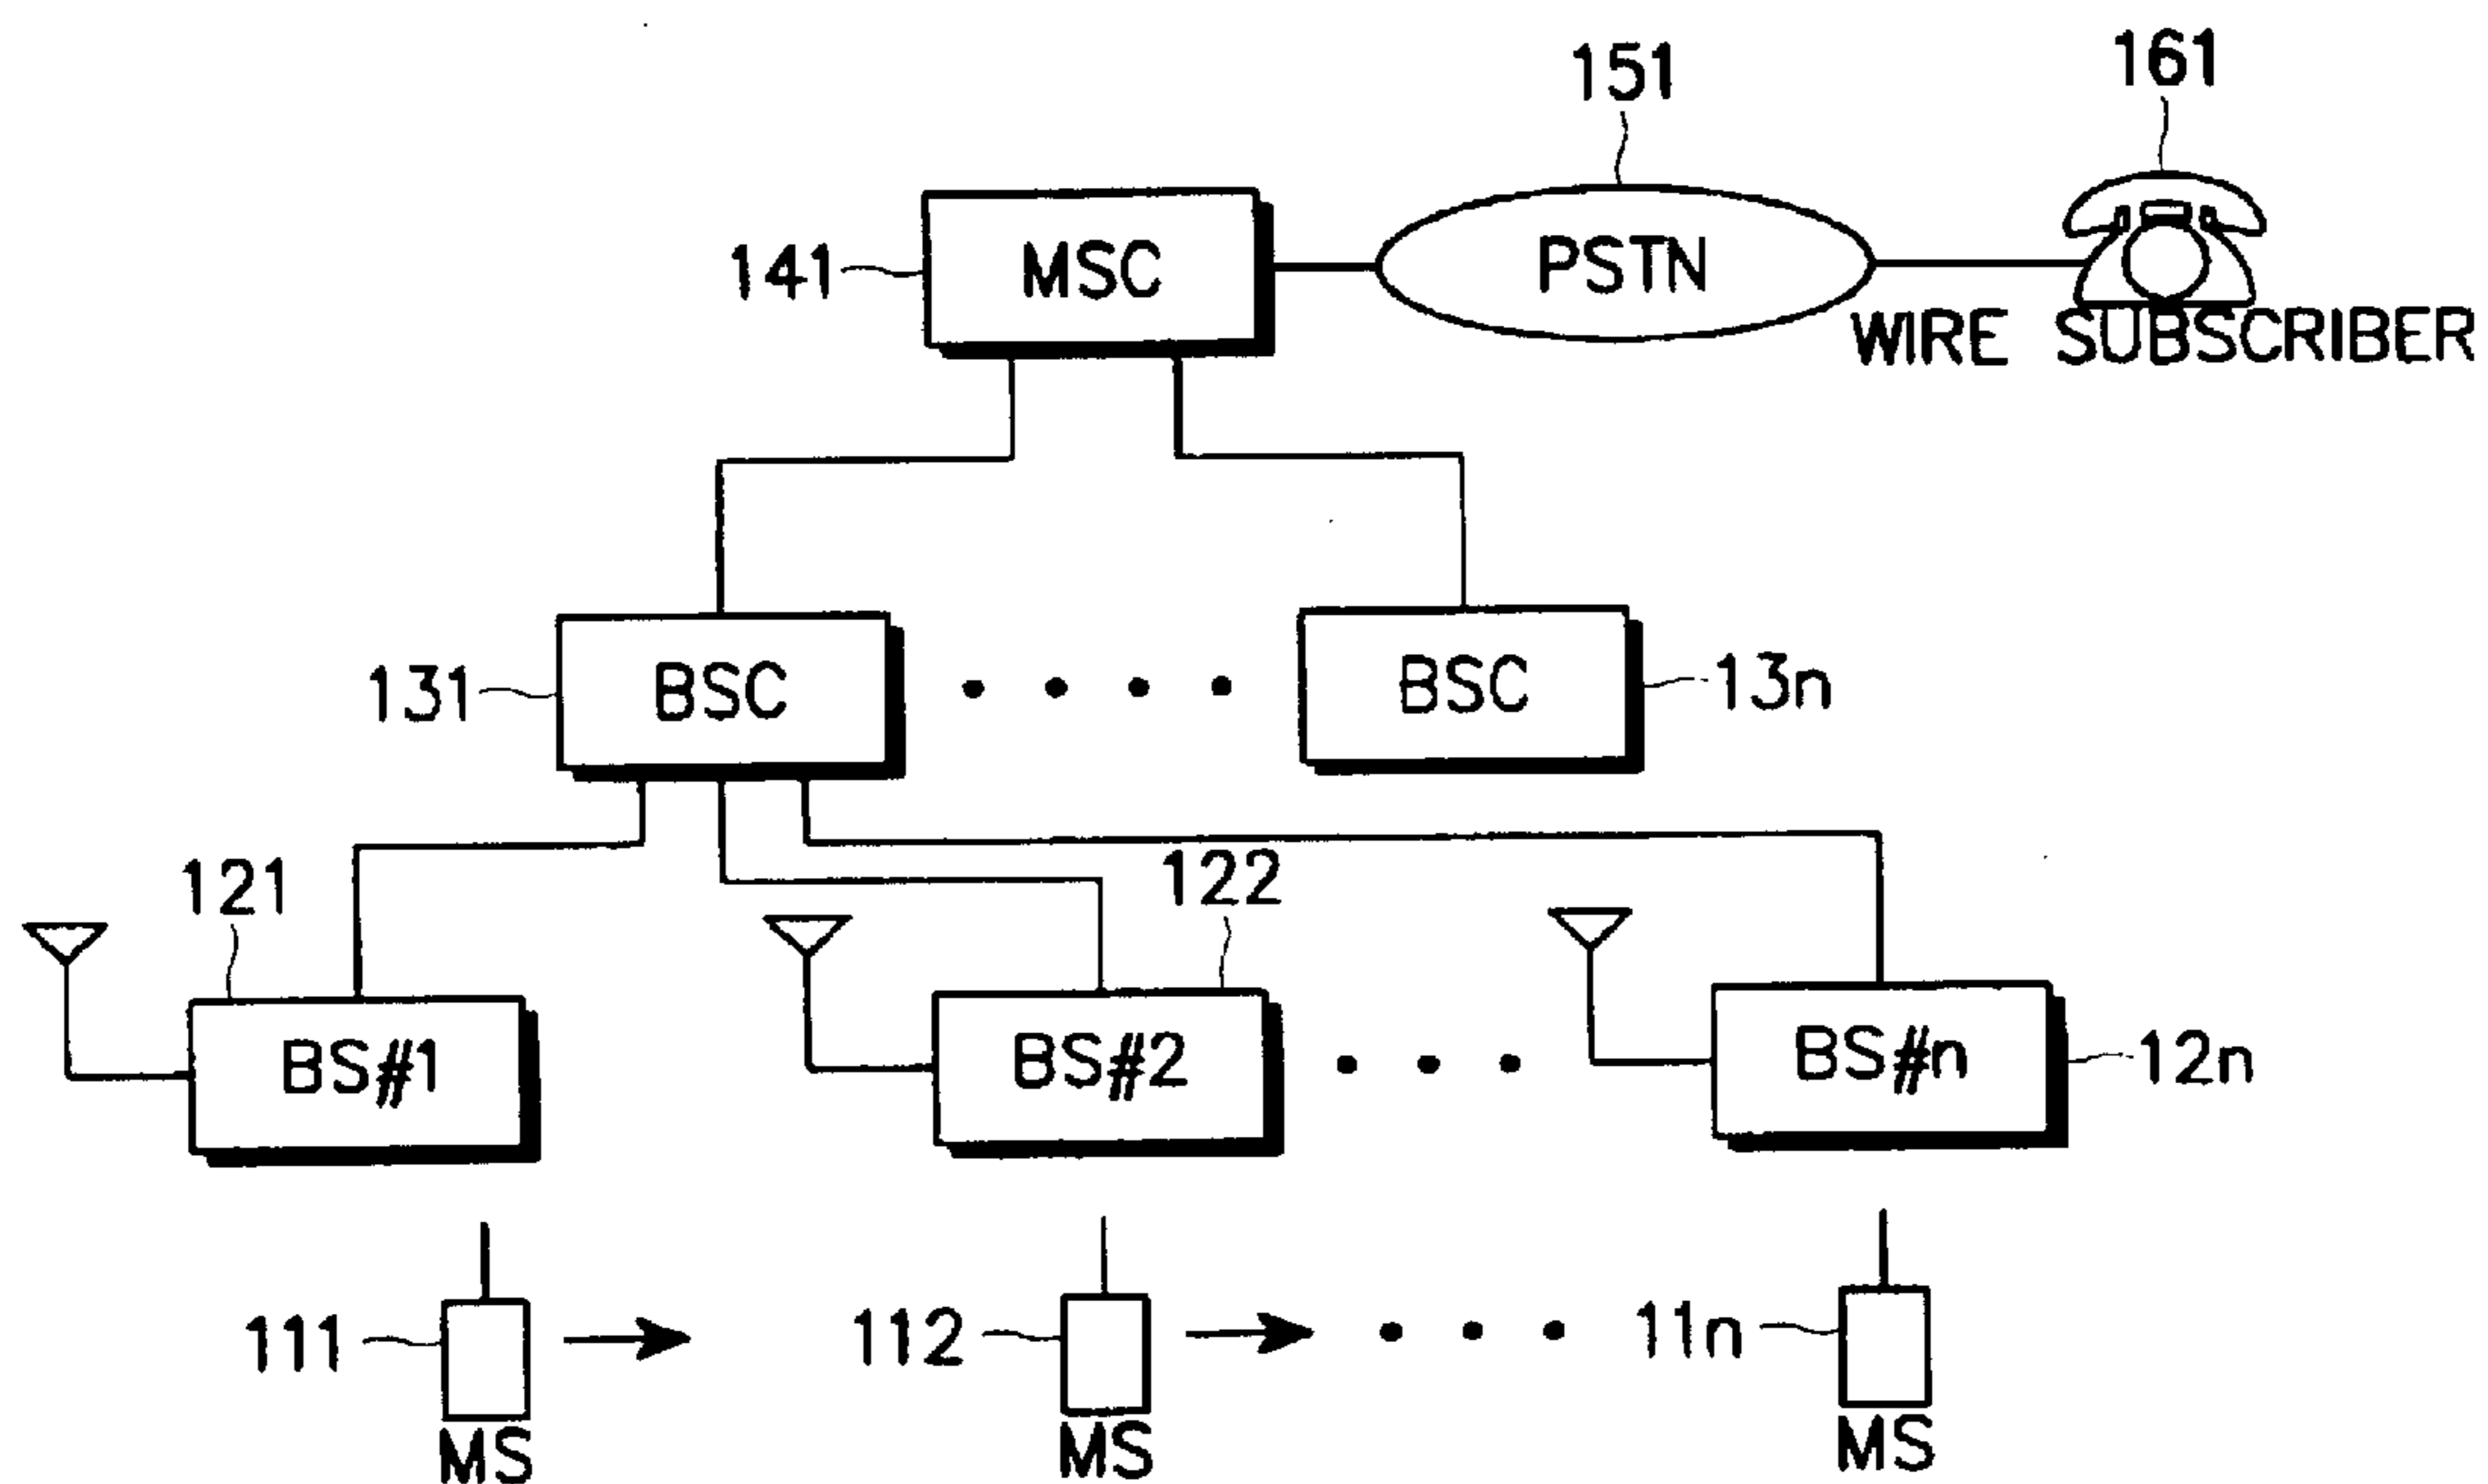 151
161
141
MSC
PSTN
WIRE SUBSCRIBER
131
BSC
BSC
13n
121
122
BS#1
BS#2
BS#n
12n
111
112
11n
MS
MS
MS